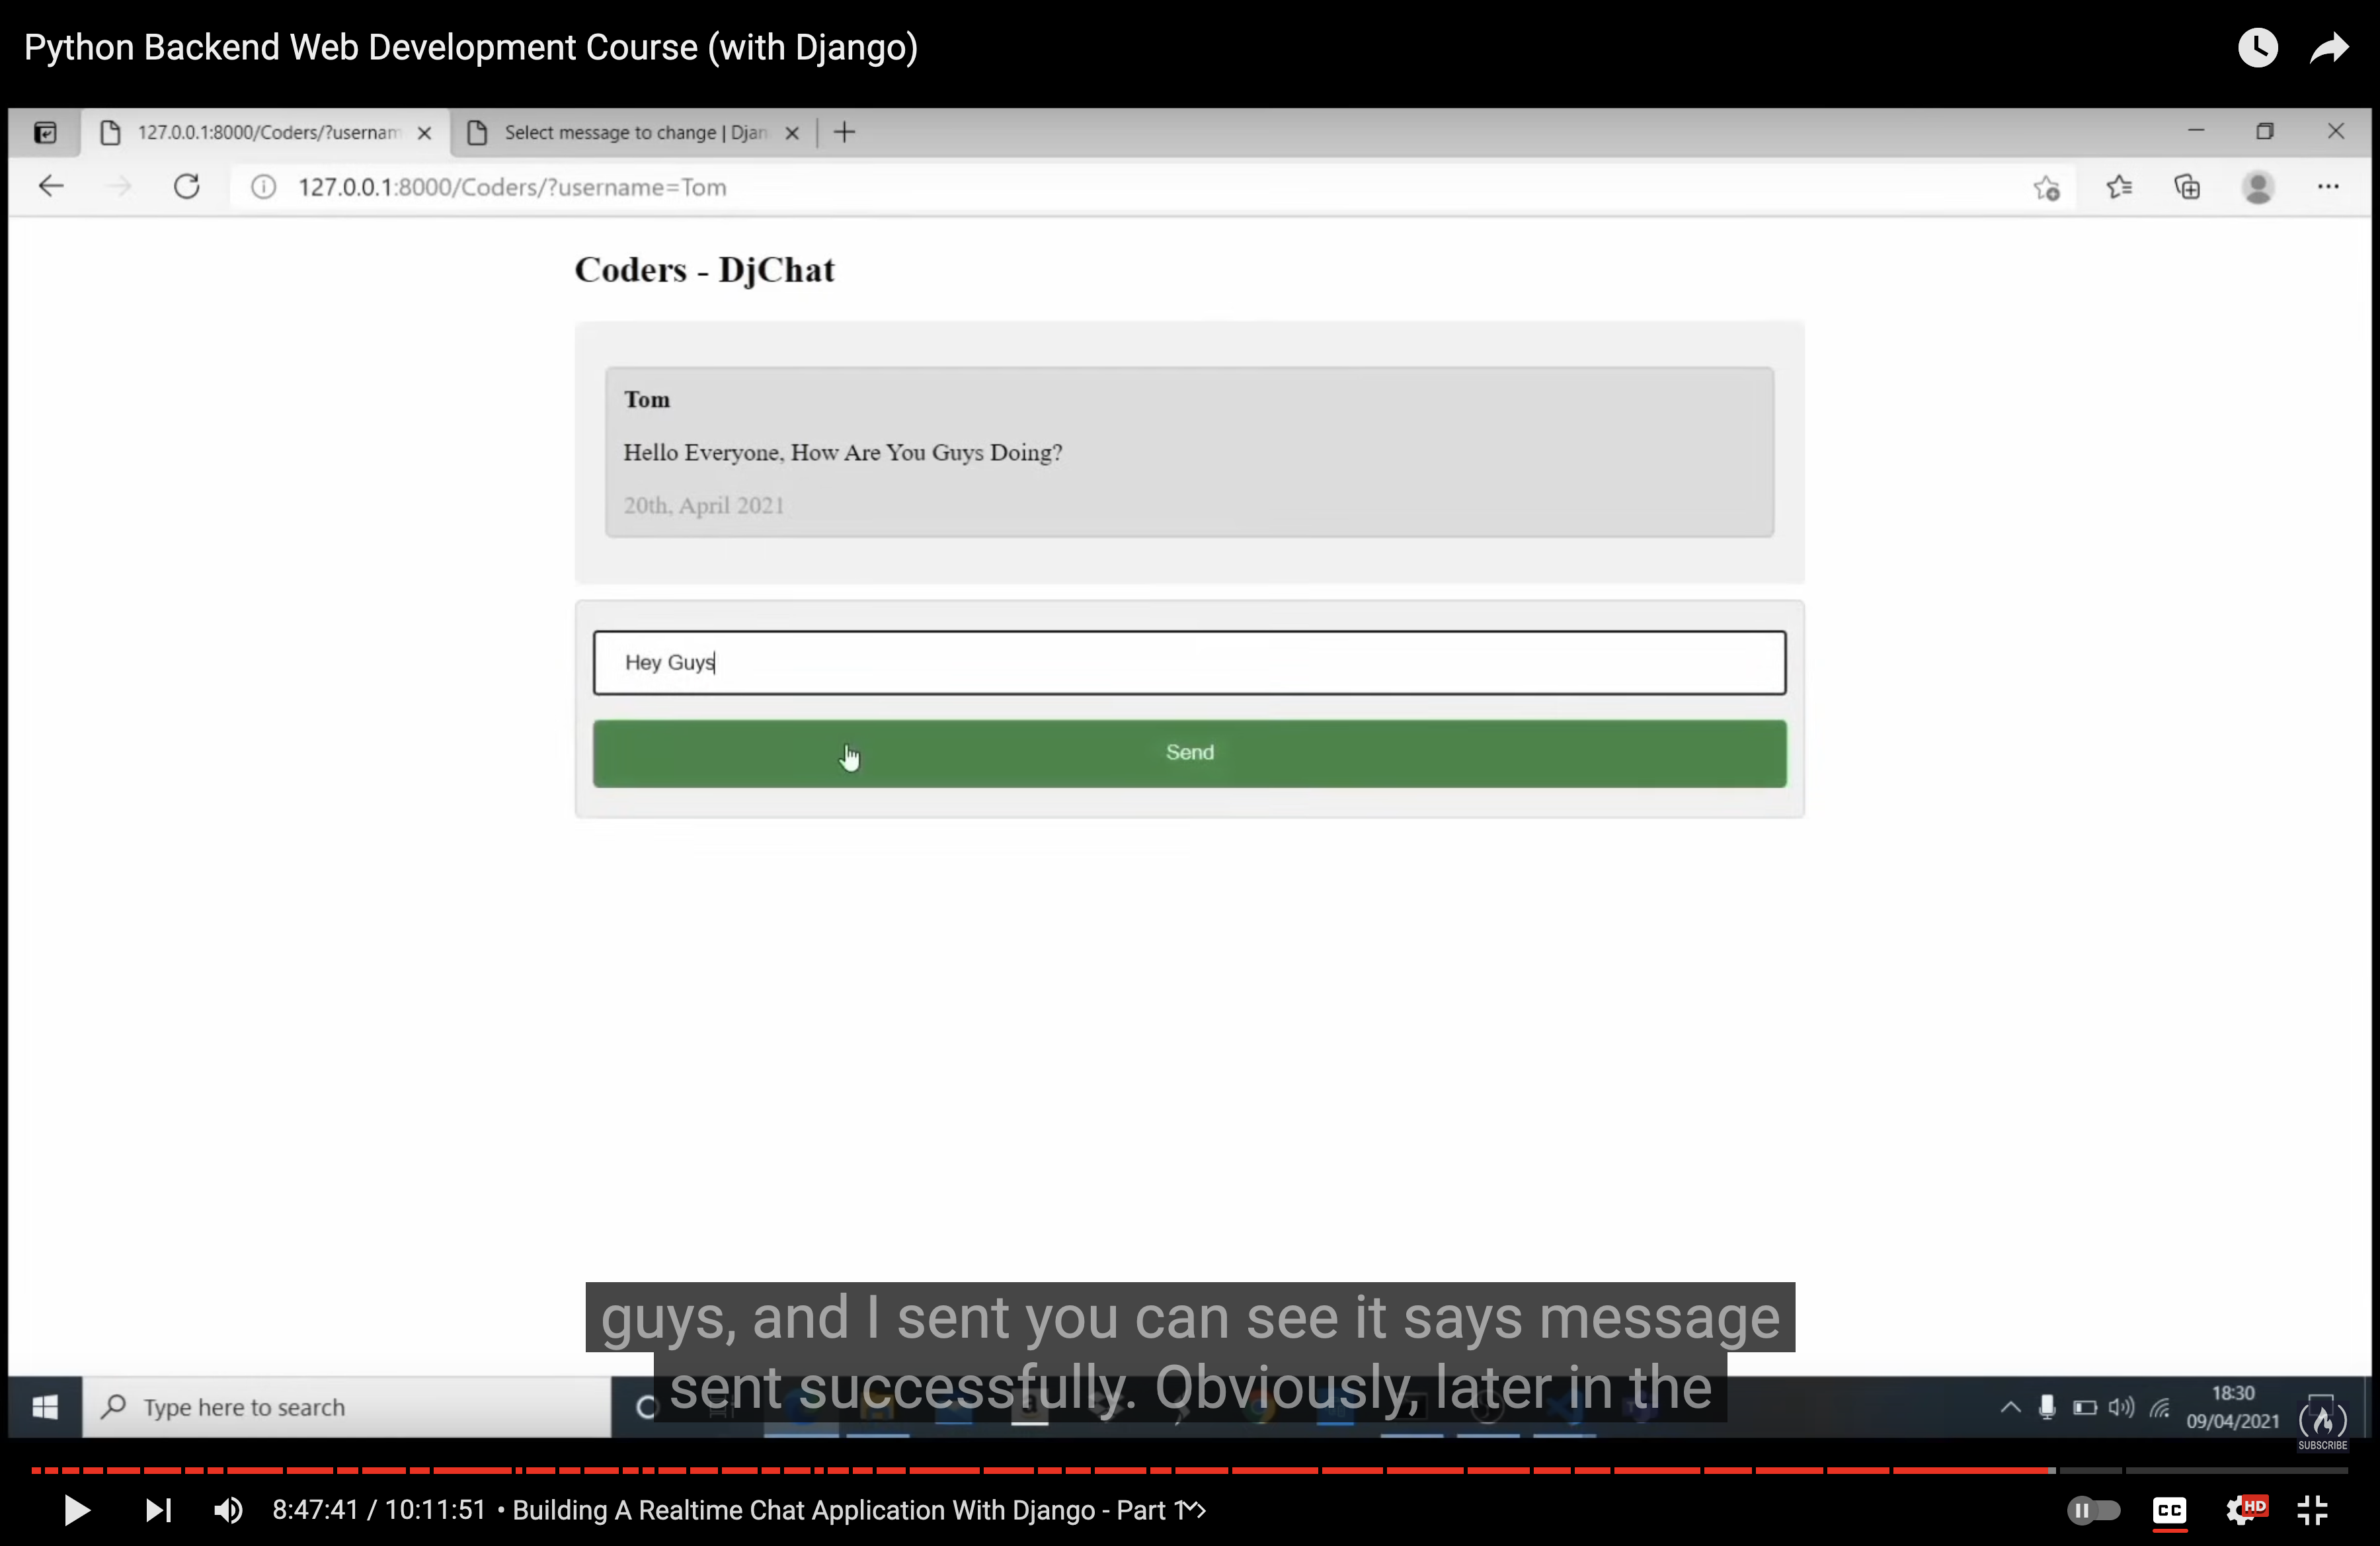 Python Backend Web Development Course (with Django)
127.0.0.1:8000/Coders/?usernam
Select message to change | Djan
127.0.0.1:8000/Coders/?username=Tom
Coders - DjChat
Tom
Hello Everyone, How Are You Guys Doing?
20th, April 2021
Hey Guys
Send
guys, and I sent you can see it says message
sent successfully. Obviously, later in the
Type here to search
18:30
09/04/2021
SUBSCRIBE
8:47:41 / 10:11:51 • Building A Realtime Chat Application With Django - Part 1
CC
HD